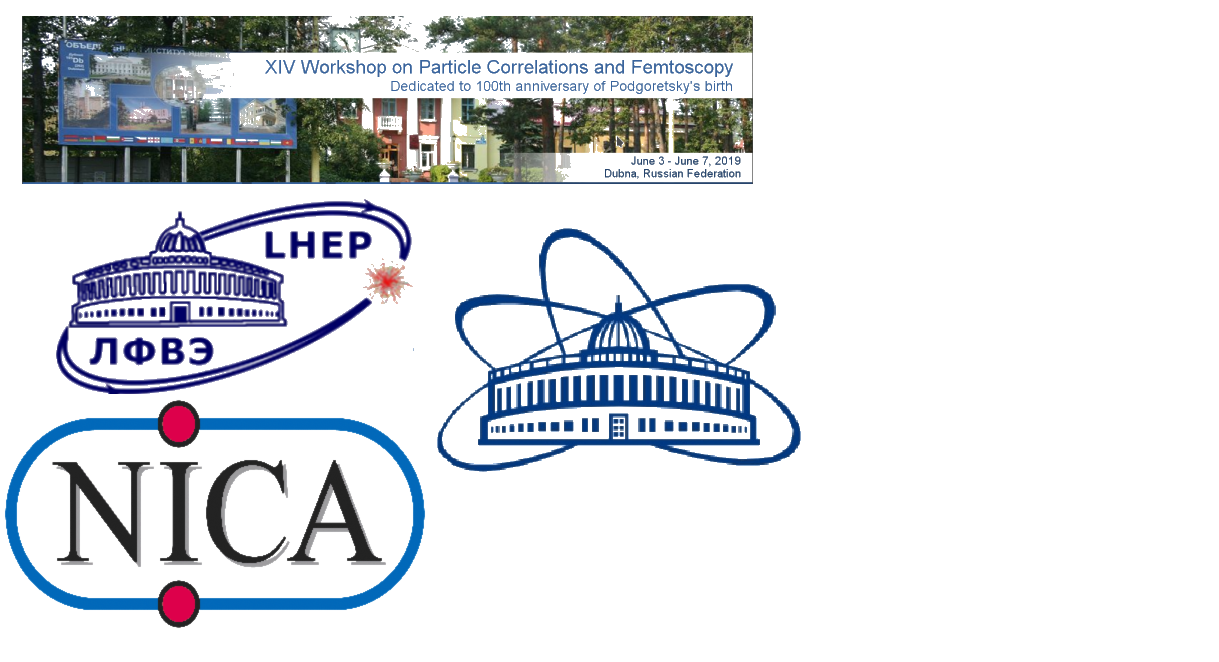 XIV Workshop on Particle Correlations and Femtoscopy
Dedicated to 100th anniversary of Podgoretsky's birth
June 3 - June 7, 2019
Dubna, Russian Federation
LHEP
ЛФВЭ
NICA